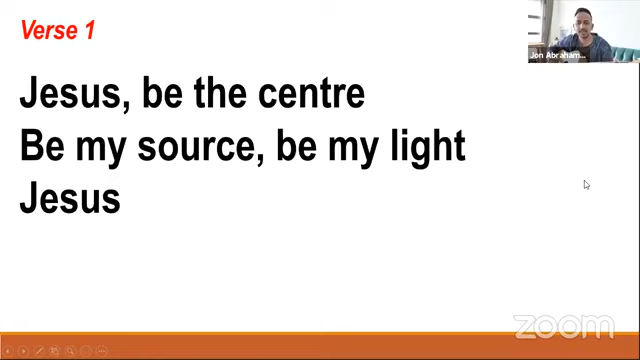 Verse 1
Jesus, be the centre
Be my source, be my light
Jesus
Jon Abraham...
zoom